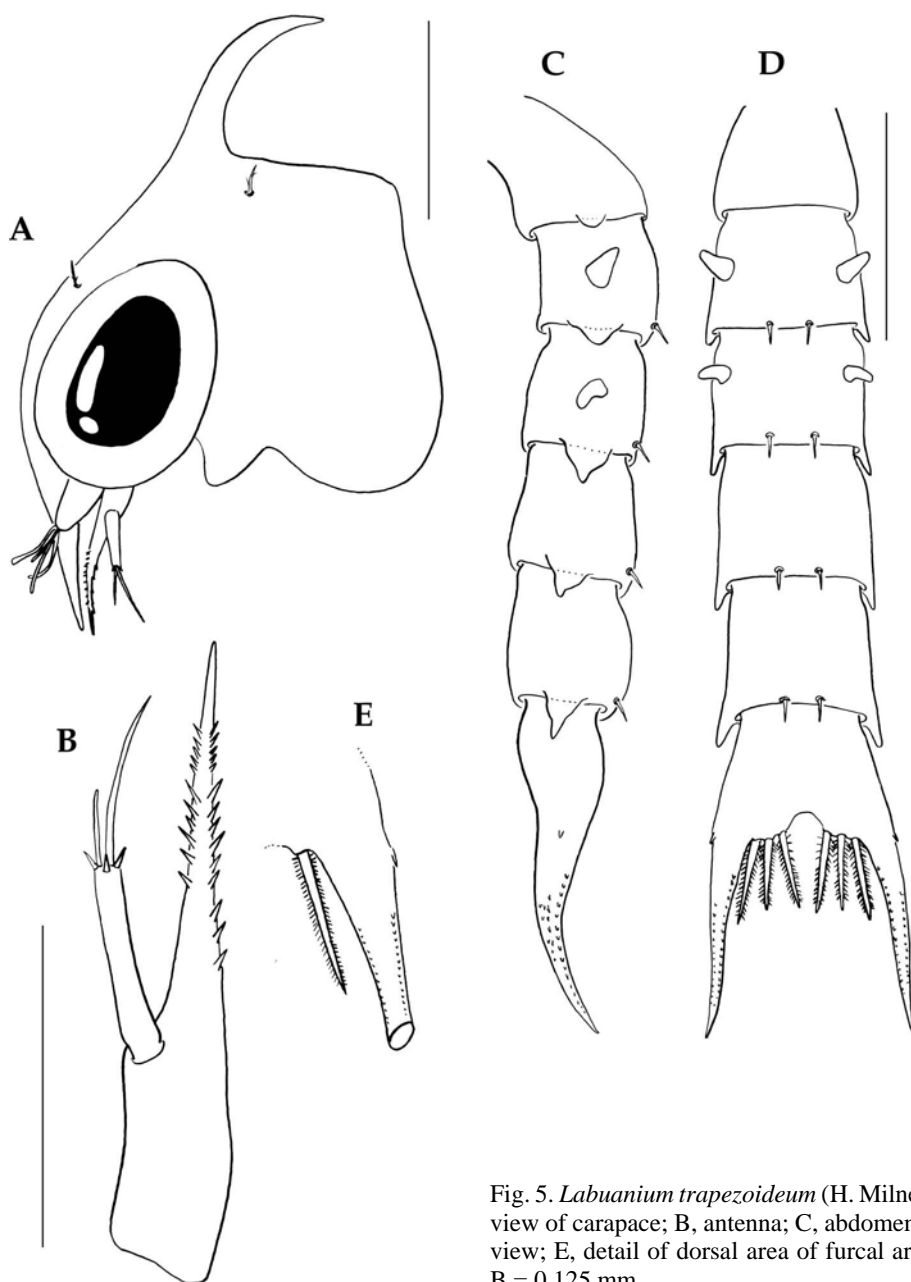 A
C
D
B
E
Fig. 5. Labuanium trapezoideum (H. Milne
view of carapace; B, antenna; C, abdomen
view; E, detail of dorsal area of furcal ar
B = 0.125 mm